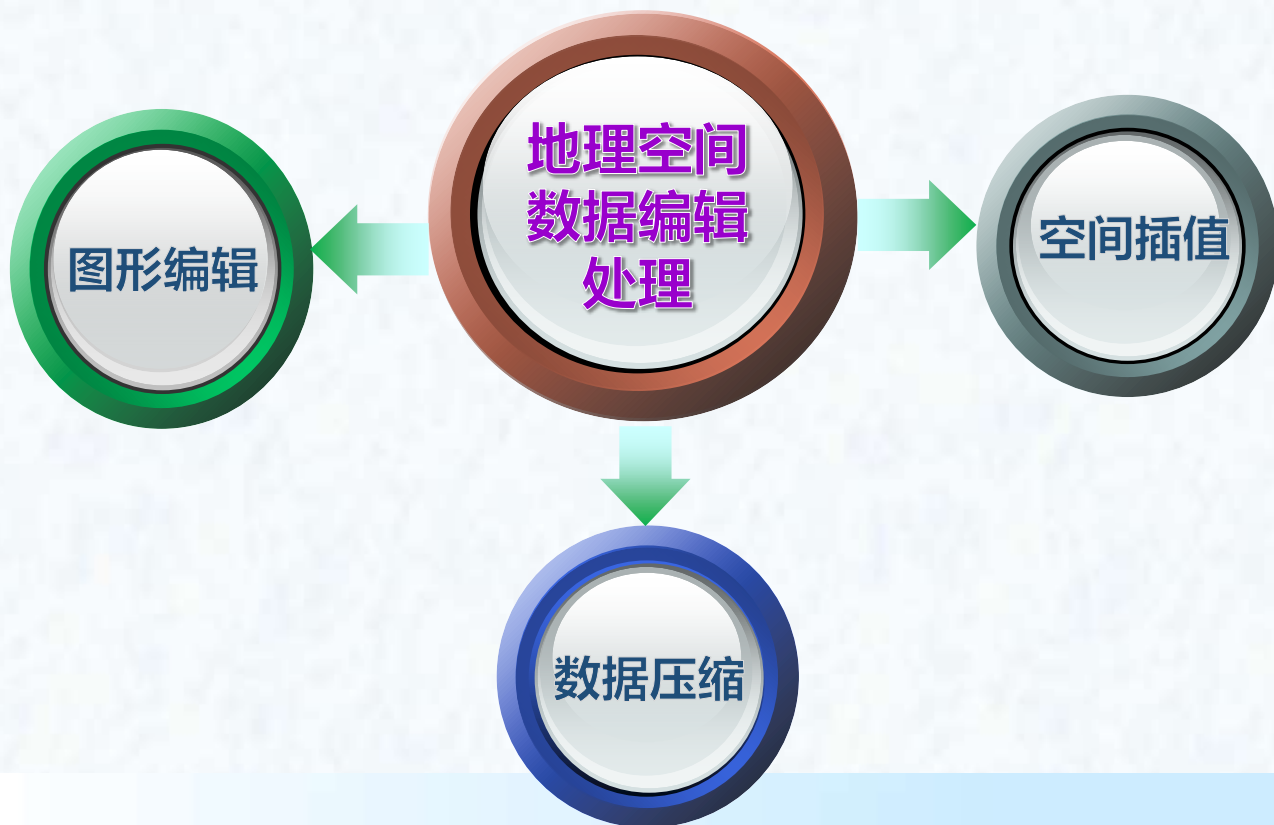 地理空间
数据编辑
处理
图形编辑
空间插值
数据压缩